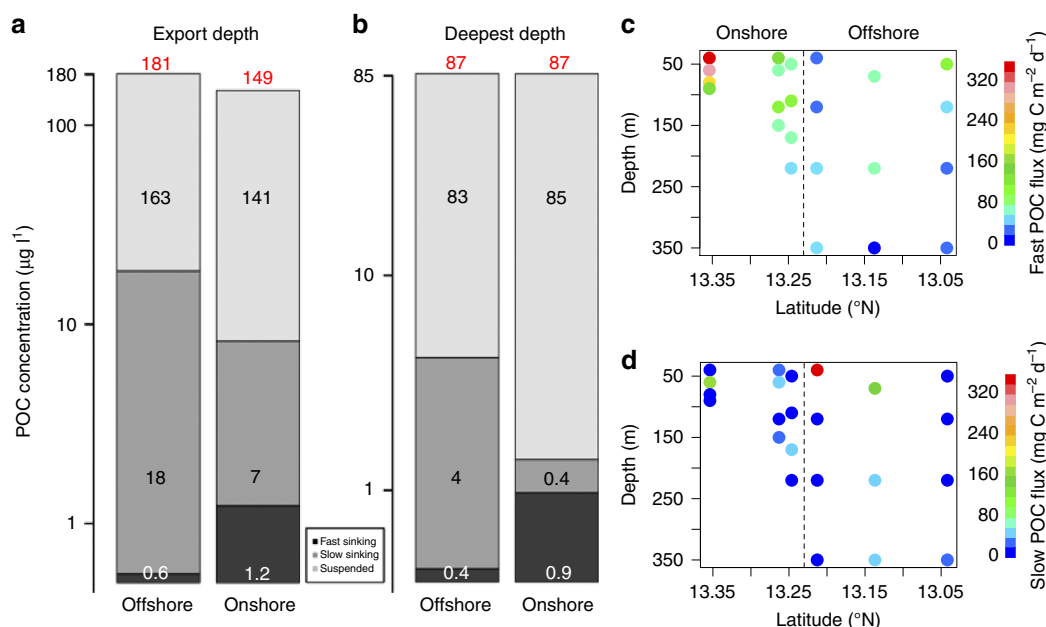 a
Export depth
181
149
180
100
10
1
POC concentration (µg l¹)
163
141
18
7
0.6
1.2
Offshore
Onshore
Fast sinking
Slow sinking
Suspended
b
Deepest depth
87
87
85
10
1
83
85
4
0.4
0.4
0.9
Offshore
Onshore
c
Onshore
Offshore
50
150
250
350
Depth (m)
13.35
13.25
13.15
13.05
Latitude (°N)
320
240
160
80
0
Fast POC flux (mg C m⁻² d⁻¹)
d
50
150
250
350
Depth (m)
13.35
13.25
13.15
13.05
Latitude (°N)
320
240
160
80
0
Slow POC flux (mg C m⁻² d⁻¹)